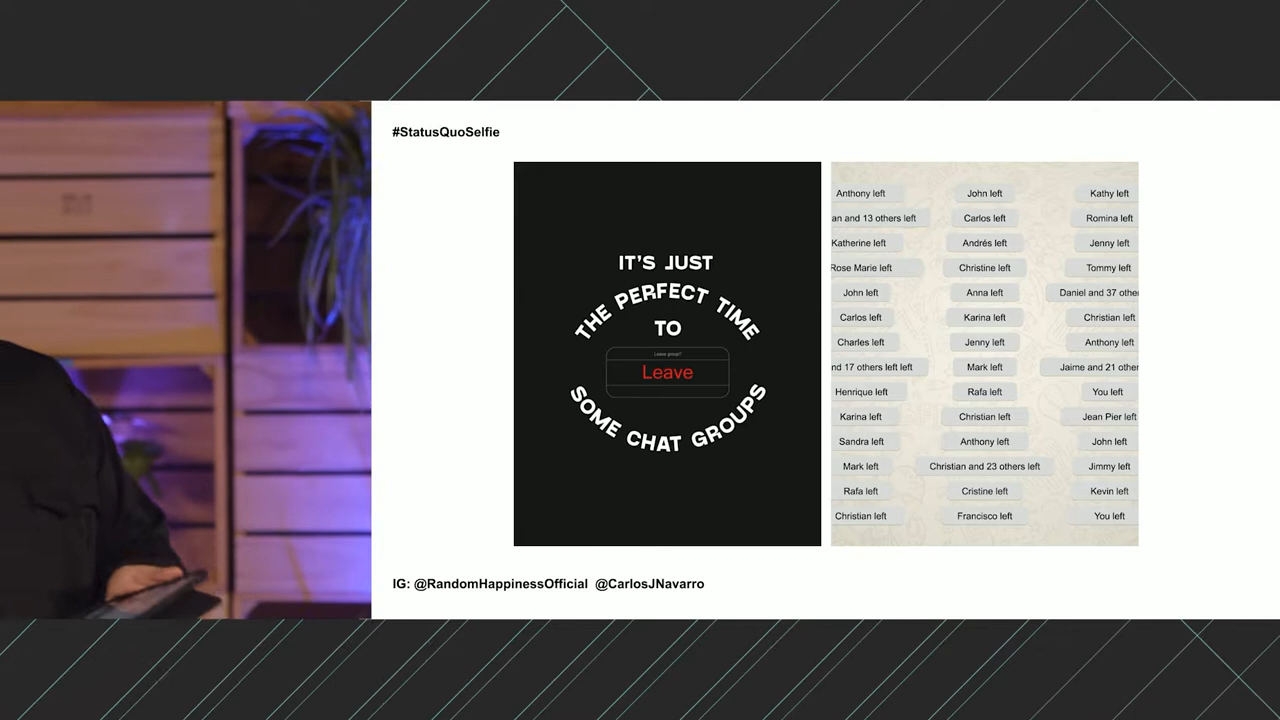 #StatusQuoSelfie
IT'S JUST
THE PERFECT TIME
TO
Leave group?
Leave
SOME CHAT GROUPS
Anthony left
John left
Kathy left
an and 13 others left
Carlos left
Romina left
Katherine left
Andrés left
Jenny left
Rose Marie left
Christine left
Tommy left
John left
Anna left
Daniel and 37 other
Carlos left
Karina left
Christian left
Charles left
Jenny left
Anthony left
nd 17 others left left
Mark left
Jaime and 21 other
Henrique left
Rafa left
You left
Karina left
Christian left
Jean Pier left
Sandra left
Anthony left
John left
Mark left
Christian and 23 others left
Jimmy left
Rafa left
Cristine left
Kevin left
Christian left
Francisco left
You left
IG: @RandomHappinessOfficial @CarlosJNavarro